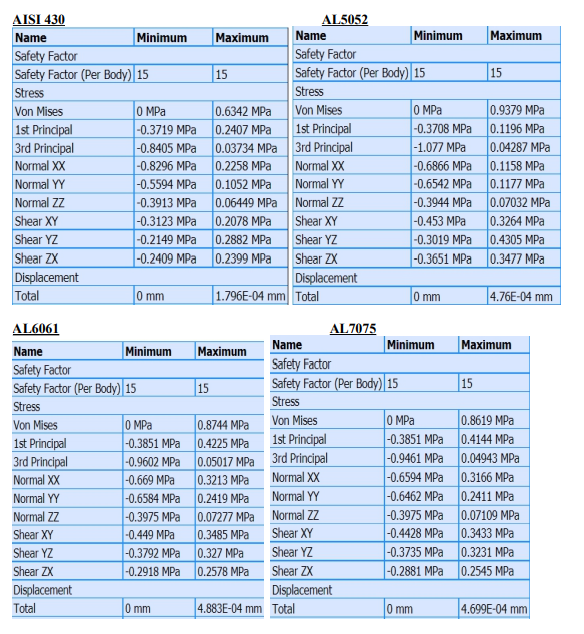 AISI 430
Name Minimum Maximum
Safety Factor
Safety Factor (Per Body) 15 15
Stress
Von Mises 0 MPa 0.6342 MPa
1st Principal -0.3719 MPa 0.2407 MPa
3rd Principal -0.8405 MPa 0.03734 MPa
Normal XX -0.8296 MPa 0.2258 MPa
Normal YY -0.5594 MPa 0.1052 MPa
Normal ZZ -0.3913 MPa 0.06449 MPa
Shear XY -0.3123 MPa 0.2078 MPa
Shear YZ -0.2149 MPa 0.2882 MPa
Shear ZX -0.2409 MPa 0.2399 MPa
Displacement
Total 0 mm 1.796E-04 mm
AL5052
Name Minimum Maximum
Safety Factor
Safety Factor (Per Body) 15 15
Stress
Von Mises 0 MPa 0.9379 MPa
1st Principal -0.3708 MPa 0.1196 MPa
3rd Principal -1.077 MPa 0.04287 MPa
Normal XX -0.6866 MPa 0.1158 MPa
Normal YY -0.6542 MPa 0.1177 MPa
Normal ZZ -0.3944 MPa 0.07032 MPa
Shear XY -0.453 MPa 0.3264 MPa
Shear YZ -0.3019 MPa 0.4305 MPa
Shear ZX -0.3651 MPa 0.3477 MPa
Displacement
Total 0 mm 4.76E-04 mm
AL6061
Name Minimum Maximum
Safety Factor
Safety Factor (Per Body) 15 15
Stress
Von Mises 0 MPa 0.8744 MPa
1st Principal -0.3851 MPa 0.4225 MPa
3rd Principal -0.9602 MPa 0.05017 MPa
Normal XX -0.669 MPa 0.3213 MPa
Normal YY -0.6584 MPa 0.2419 MPa
Normal ZZ -0.3975 MPa 0.07277 MPa
Shear XY -0.449 MPa 0.3485 MPa
Shear YZ -0.3792 MPa 0.327 MPa
Shear ZX -0.2918 MPa 0.2578 MPa
Displacement
Total 0 mm 4.883E-04 mm
AL7075
Name Minimum Maximum
Safety Factor
Safety Factor (Per Body) 15 15
Stress
Von Mises 0 MPa 0.8619 MPa
1st Principal -0.3851 MPa 0.4144 MPa
3rd Principal -0.9461 MPa 0.04943 MPa
Normal XX -0.6594 MPa 0.3166 MPa
Normal YY -0.6462 MPa 0.2411 MPa
Normal ZZ -0.3975 MPa 0.07109 MPa
Shear XY -0.4428 MPa 0.3433 MPa
Shear YZ -0.3735 MPa 0.3231 MPa
Shear ZX -0.2881 MPa 0.2545 MPa
Displacement
Total 0 mm 4.699E-04 mm